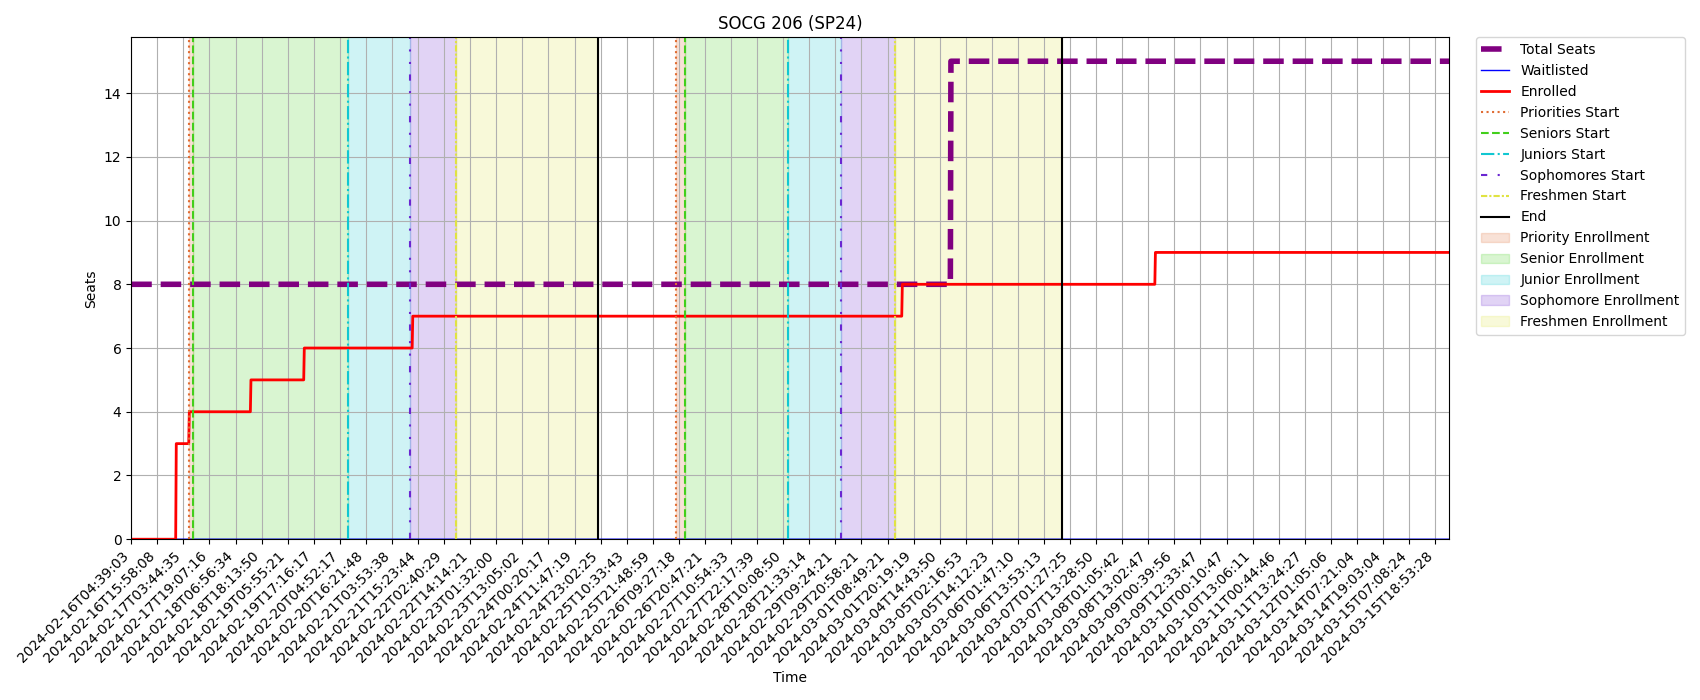 SOCG 206 (SP24)
Total Seats
Waitlisted
Enrolled
Priorities Start
Seniors Start
Juniors Start
Sophomores Start
Freshmen Start
End
Priority Enrollment
Senior Enrollment
Junior Enrollment
Sophomore Enrollment
Freshmen Enrollment
Seats
14
12
10
8
6
4
2
0
2024-02-16T04:39:03
2024-02-16T15:58:08
2024-02-17T03:44:35
2024-02-17T19:07:16
2024-02-18T06:56:34
2024-02-18T18:13:50
2024-02-19T05:55:21
2024-02-19T17:16:17
2024-02-20T04:52:17
2024-02-20T16:21:48
2024-02-21T03:53:38
2024-02-21T15:23:44
2024-02-22T02:40:29
2024-02-22T14:14:21
2024-02-23T01:32:00
2024-02-23T13:05:02
2024-02-24T00:20:17
2024-02-24T11:47:19
2024-02-24T23:02:25
2024-02-25T10:33:43
2024-02-25T21:48:59
2024-02-26T09:27:18
2024-02-26T20:47:21
2024-02-27T10:54:33
2024-02-27T22:17:39
2024-02-28T10:08:50
2024-02-28T21:33:14
2024-02-29T09:24:21
2024-02-29T20:58:21
2024-03-01T08:49:21
2024-03-01T20:19:19
2024-03-04T14:43:50
2024-03-05T02:16:53
2024-03-05T14:12:23
2024-03-06T01:47:10
2024-03-06T13:53:13
2024-03-07T01:27:25
2024-03-07T13:28:50
2024-03-08T01:05:42
2024-03-08T13:02:47
2024-03-09T00:39:56
2024-03-09T12:33:47
2024-03-10T00:10:47
2024-03-10T13:06:11
2024-03-11T00:44:46
2024-03-11T13:24:27
2024-03-12T01:05:06
2024-03-14T07:21:04
2024-03-14T19:03:04
2024-03-15T07:08:24
2024-03-15T18:53:28
Time